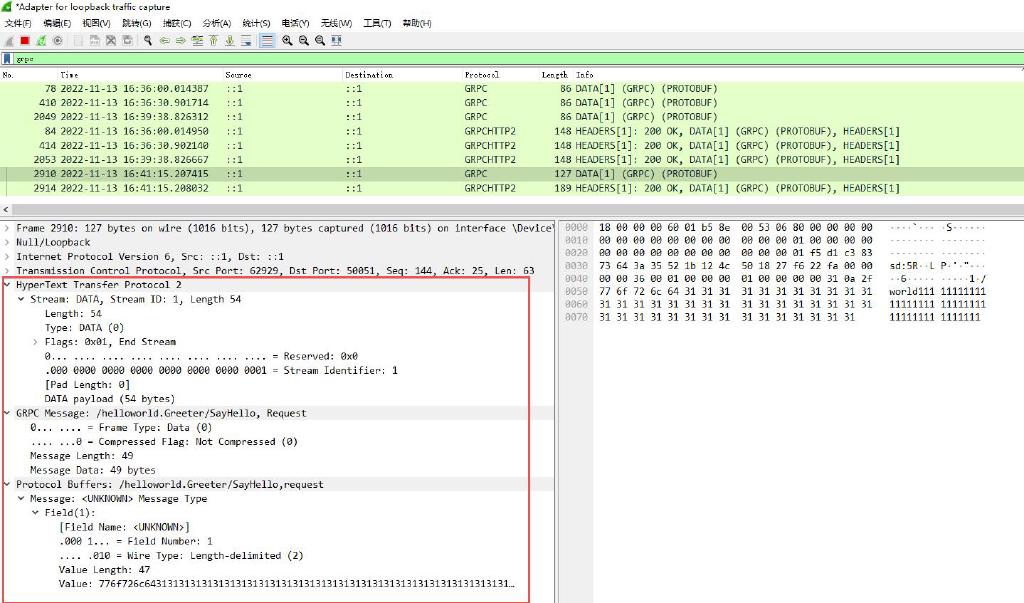 *Adapter for loopback traffic capture
文件(F) 编辑(E) 视图(V) 跳转(G) 捕获(C) 分析(A) 统计(S) 电话(Y) 无线(W) 工具(T) 帮助(H)
grpc
No. Time Source Destination Protocol Length Info
78 2022-11-13 16:36:00.014387 ::1 ::1 GRPC 86 DATA[1] (GRPC) (PROTOBUF)
410 2022-11-13 16:36:30.901714 ::1 ::1 GRPC 86 DATA[1] (GRPC) (PROTOBUF)
2049 2022-11-13 16:39:38.826312 ::1 ::1 GRPC 86 DATA[1] (GRPC) (PROTOBUF)
84 2022-11-13 16:36:00.014950 ::1 ::1 GRPCHTTP2 148 HEADERS[1]: 200 OK, DATA[1] (GRPC) (PROTOBUF), HEADERS[1]
414 2022-11-13 16:36:30.902140 ::1 ::1 GRPCHTTP2 148 HEADERS[1]: 200 OK, DATA[1] (GRPC) (PROTOBUF), HEADERS[1]
2053 2022-11-13 16:39:38.826667 ::1 ::1 GRPCHTTP2 148 HEADERS[1]: 200 OK, DATA[1] (GRPC) (PROTOBUF), HEADERS[1]
2910 2022-11-13 16:41:15.207415 ::1 ::1 GRPC 127 DATA[1] (GRPC) (PROTOBUF)
2914 2022-11-13 16:41:15.208032 ::1 ::1 GRPCHTTP2 189 HEADERS[1]: 200 OK, DATA[1] (GRPC) (PROTOBUF), HEADERS[1]
Frame 2910: 127 bytes on wire (1016 bits), 127 bytes captured (1016 bits) on interface \Device\
Null/Loopback
Internet Protocol Version 6, Src: ::1, Dst: ::1
Transmission Control Protocol, Src Port: 62929, Dst Port: 50051, Seq: 144, Ack: 25, Len: 63
HyperText Transfer Protocol 2
Stream: DATA, Stream ID: 1, Length 54
Length: 54
Type: DATA (0)
Flags: 0x01, End Stream
0... .... .... .... .... .... .... .... = Reserved: 0x0
.000 0000 0000 0000 0000 0000 0000 0001 = Stream Identifier: 1
[Pad Length: 0]
DATA payload (54 bytes)
GRPC Message: /helloworld.Greeter/SayHello, Request
0... .... = Frame Type: Data (0)
.... ...0 = Compressed Flag: Not Compressed (0)
Message Length: 49
Message Data: 49 bytes
Protocol Buffers: /helloworld.Greeter/SayHello,request
Message: <UNKNOWN> Message Type
Field(1):
[Field Name: <UNKNOWN>]
.000 1... = Field Number: 1
.... .010 = Wire Type: Length-delimited (2)
Value Length: 47
Value: 776f726c6431313131313131313131313131313131313131313131313131313131313131…
0000 18 00 00 00 60 01 b5 8e 00 53 06 80 00 00 00 00 ····`··· ·S······
0010 00 00 00 00 00 00 00 00 00 00 00 01 00 00 00 00 ········ ········
0020 00 00 00 00 00 00 00 00 00 00 00 01 f5 d1 c3 83 ········ ········
0030 73 64 3a 35 52 1b 12 4c 50 18 27 f6 22 fa 00 00 sd:5R··L P·'·"···
0040 00 00 36 00 01 00 00 00 01 00 00 00 00 31 0a 2f ··6····· ·····1·/
0050 77 6f 72 6c 64 31 31 31 31 31 31 31 31 31 31 31 world111 11111111
0060 31 31 31 31 31 31 31 31 31 31 31 31 31 31 31 31 11111111 11111111
0070 31 31 31 31 31 31 31 31 31 31 31 31 31 31 31 11111111 1111111